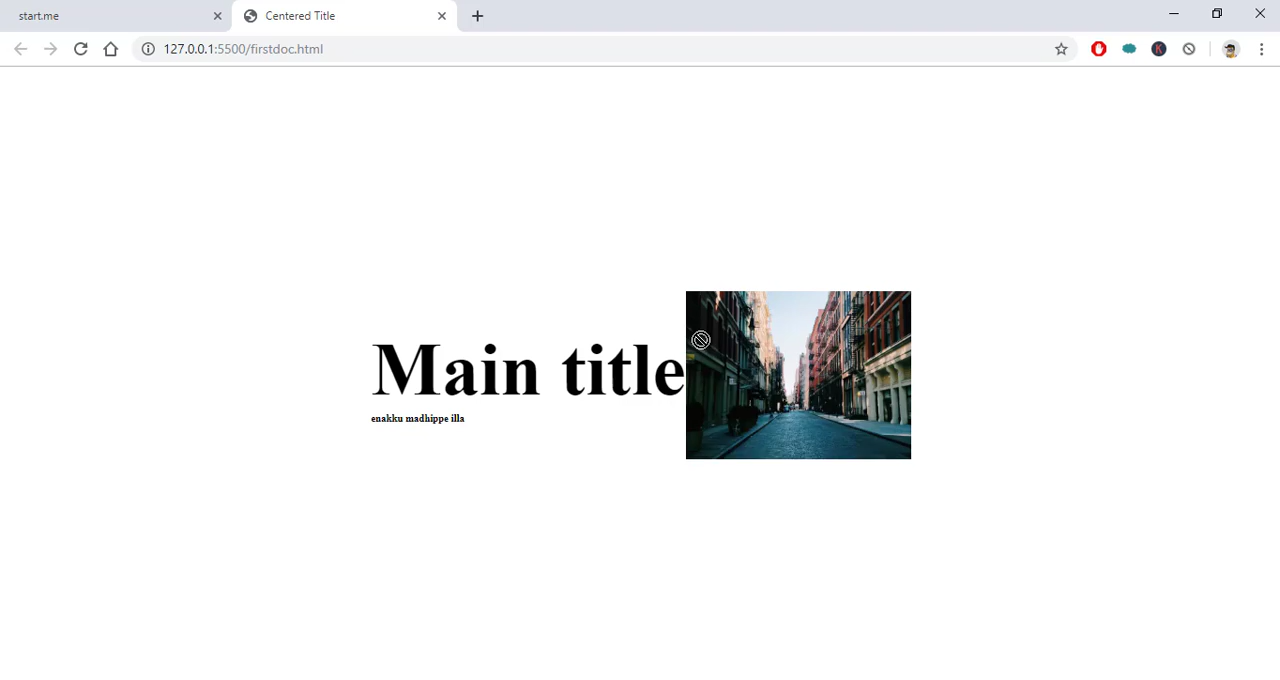 start.me
Centered Title
127.0.0.1:5500/firstdoc.html
K
Main title
enakku madhippe illa